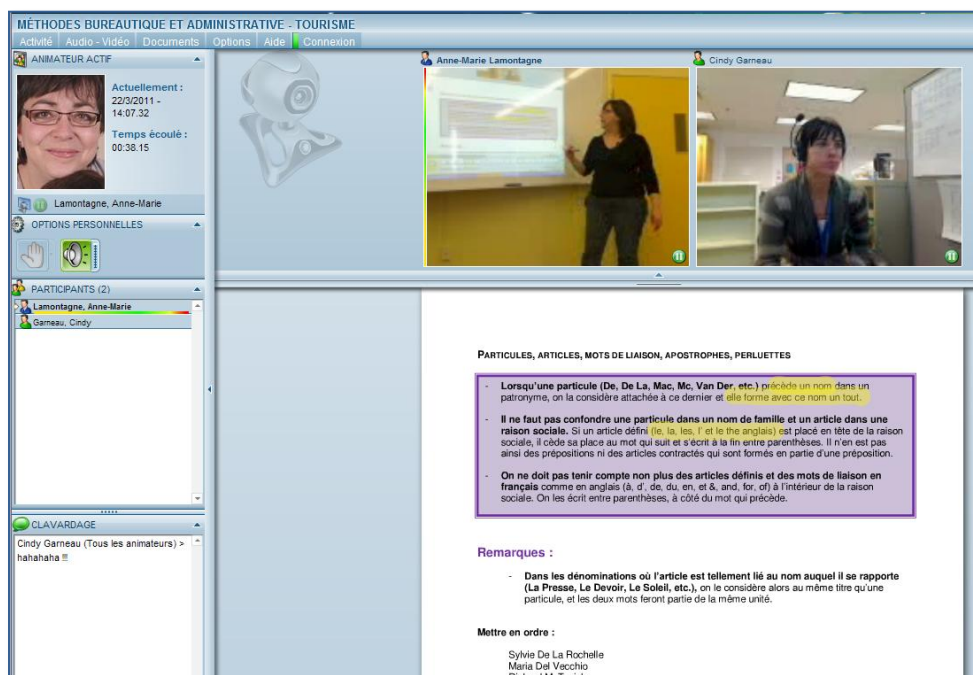 MÉTHODES BUREAUTIQUE ET ADMINISTRATIVE - TOURISME
Activité Audio - Vidéo Documents Options Aide Connexion
ANIMATEUR ACTIF
Actuellement :
22/3/2011 -
14:07.32
Temps écoulé :
00:38.15
Lamontagne, Anne-Marie
OPTIONS PERSONNELLES
PARTICIPANTS (2)
Lamontagne, Anne-Marie
Garneau, Cindy
CLAVARDAGE
Cindy Garneau (Tous les animateurs) >
hahahaha !!!
Anne-Marie Lamontagne
Cindy Garneau
PARTICULES, ARTICLES, MOTS DE LIAISON, APOSTROPHES, PERLUETTES
- Lorsqu'une particule (De, De La, Mac, Mc, Van Der, etc.) précède un nom dans un
patronyme, on la considère attachée à ce dernier et elle forme avec ce nom un tout.
- Il ne faut pas confondre une particule dans un nom de famille et un article dans une
raison sociale. Si un article défini (le, la, les, l' et le the anglais) est placé en tête de la raison
sociale, il cède sa place au mot qui suit et s'écrit à la fin entre parenthèses. Il n'en est pas
ainsi des prépositions ni des articles contractés qui sont formés en partie d'une préposition.
- On ne doit pas tenir compte non plus des articles définis et des mots de liaison en
français comme en anglais (à, d', de, du, en, et &, and, for, of) à l'intérieur de la raison
sociale. On les écrit entre parenthèses, à côté du mot qui précède.
Remarques :
- Dans les dénominations où l'article est tellement lié au nom auquel il se rapporte
(La Presse, Le Devoir, Le Soleil, etc.), on le considère alors au même titre qu'une
particule, et les deux mots feront partie de la même unité.
Mettre en ordre :
Sylvie De La Rochelle
Maria Del Vecchio